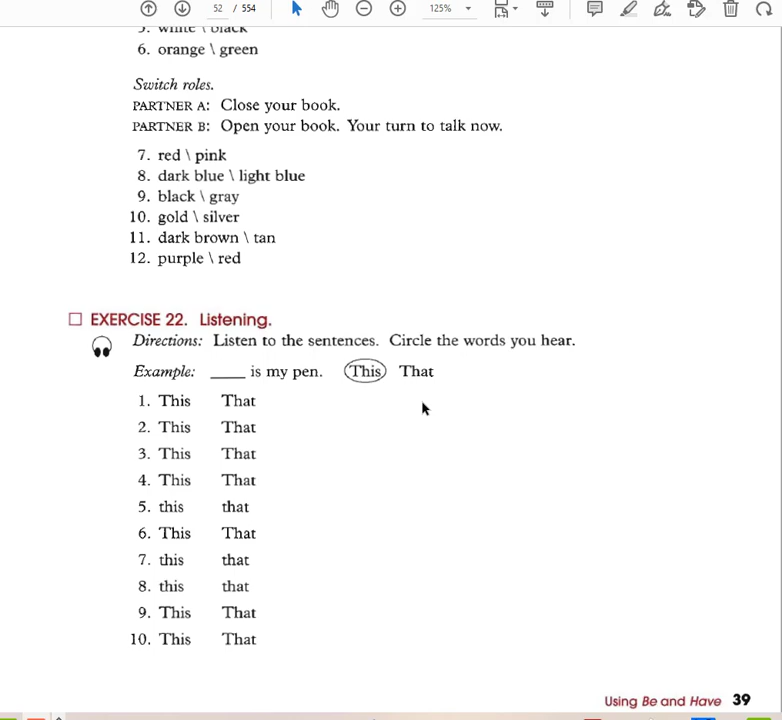 52 / 554
125%
5. white \ black
6. orange \ green
Switch roles.
PARTNER A: Close your book.
PARTNER B: Open your book. Your turn to talk now.
7. red \ pink
8. dark blue \ light blue
9. black \ gray
10. gold \ silver
11. dark brown \ tan
12. purple \ red
EXERCISE 22. Listening.
Directions: Listen to the sentences. Circle the words you hear.
Example: ____ is my pen. This That
1. This That
2. This That
3. This That
4. This That
5. this that
6. This That
7. this that
8. this that
9. This That
10. This That
Using Be and Have 39